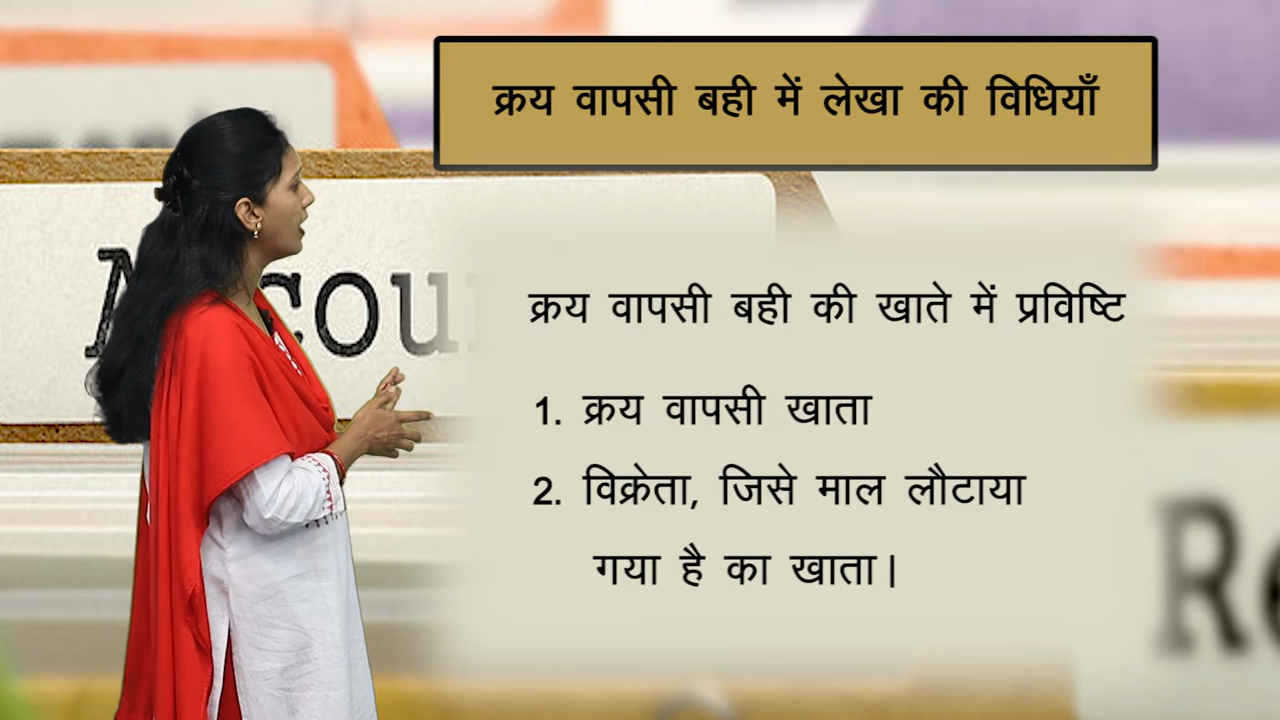 क्रय वापसी बही में लेखा की विधियाँ
क्रय वापसी बही की खाते में प्रविष्टि
1. क्रय वापसी खाता
2. विक्रेता, जिसे माल लौटाया
गया है का खाता।